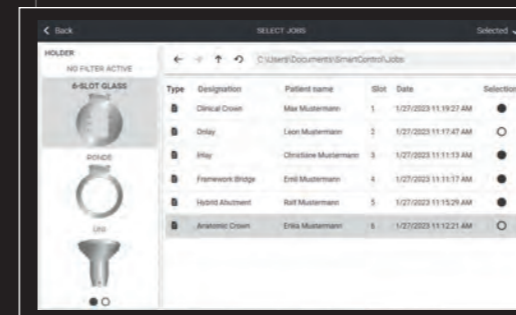 < Back SELECT JOBS Selected
HOLDER
NO FILTER ACTIVE
C:\Users\Documents\SmartControl\Jobs
6-SLOT GLASS
Type Designation Patient name Slot Date Selection
Clinical Crown Max Mustermann 1 1/27/2023 11:19:27 AM
Onlay Leon Mustermann 2 1/27/2023 11:17:47 AM
Inlay Christiane Mustermann 3 1/27/2023 11:11:13 AM
RONDE
Framework Bridge Emil Mustermann 4 1/27/2023 11:11:17 AM
Hybrid Abutment Ralf Mustermann 5 1/27/2023 11:15:29 AM
Anatomic Crown Erika Mustermann 6 1/27/2023 11:12:21 AM